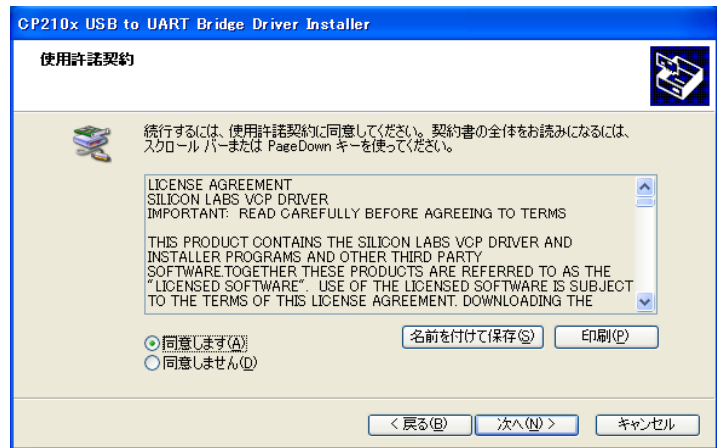 CP210x USB to UART Bridge Driver Installer
使用許諾契約
続行するには、使用許諾契約に同意してください。契約書の全体をお読みになるには、
スクロール バーまたは PageDown キーを使ってください。
LICENSE AGREEMENT
SILICON LABS VCP DRIVER
IMPORTANT:  READ CAREFULLY BEFORE AGREEING TO TERMS
THIS PRODUCT CONTAINS THE SILICON LABS VCP DRIVER AND
INSTALLER PROGRAMS AND OTHER THIRD PARTY
SOFTWARE.TOGETHER THESE PRODUCTS ARE REFERRED TO AS THE
"LICENSED SOFTWARE".  USE OF THE LICENSED SOFTWARE IS SUBJECT
TO THE TERMS OF THIS LICENSE AGREEMENT. DOWNLOADING THE
同意します(A)
名前を付けて保存(S)
印刷(P)
同意しません(D)
< 戻る(B)
次へ(N) >
キャンセル